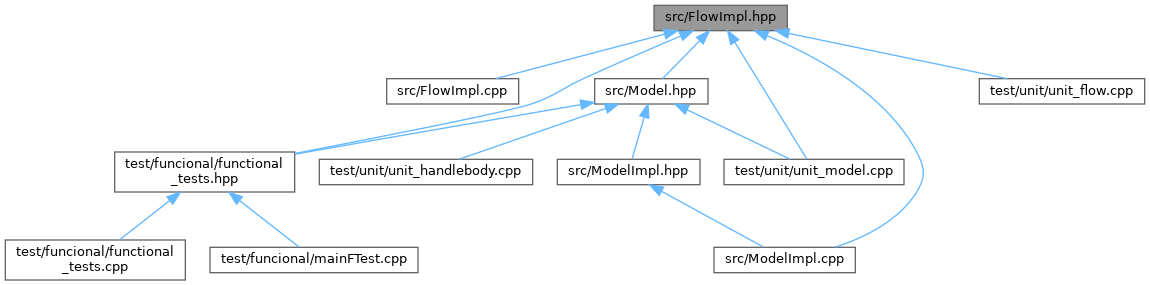 src/FlowImpl.hpp
src/FlowImpl.cpp
src/Model.hpp
test/unit/unit_flow.cpp
test/funcional/functional
_tests.hpp
test/unit/unit_handlebody.cpp
src/ModelImpl.hpp
test/unit/unit_model.cpp
test/funcional/functional
_tests.cpp
test/funcional/mainFTest.cpp
src/ModelImpl.cpp